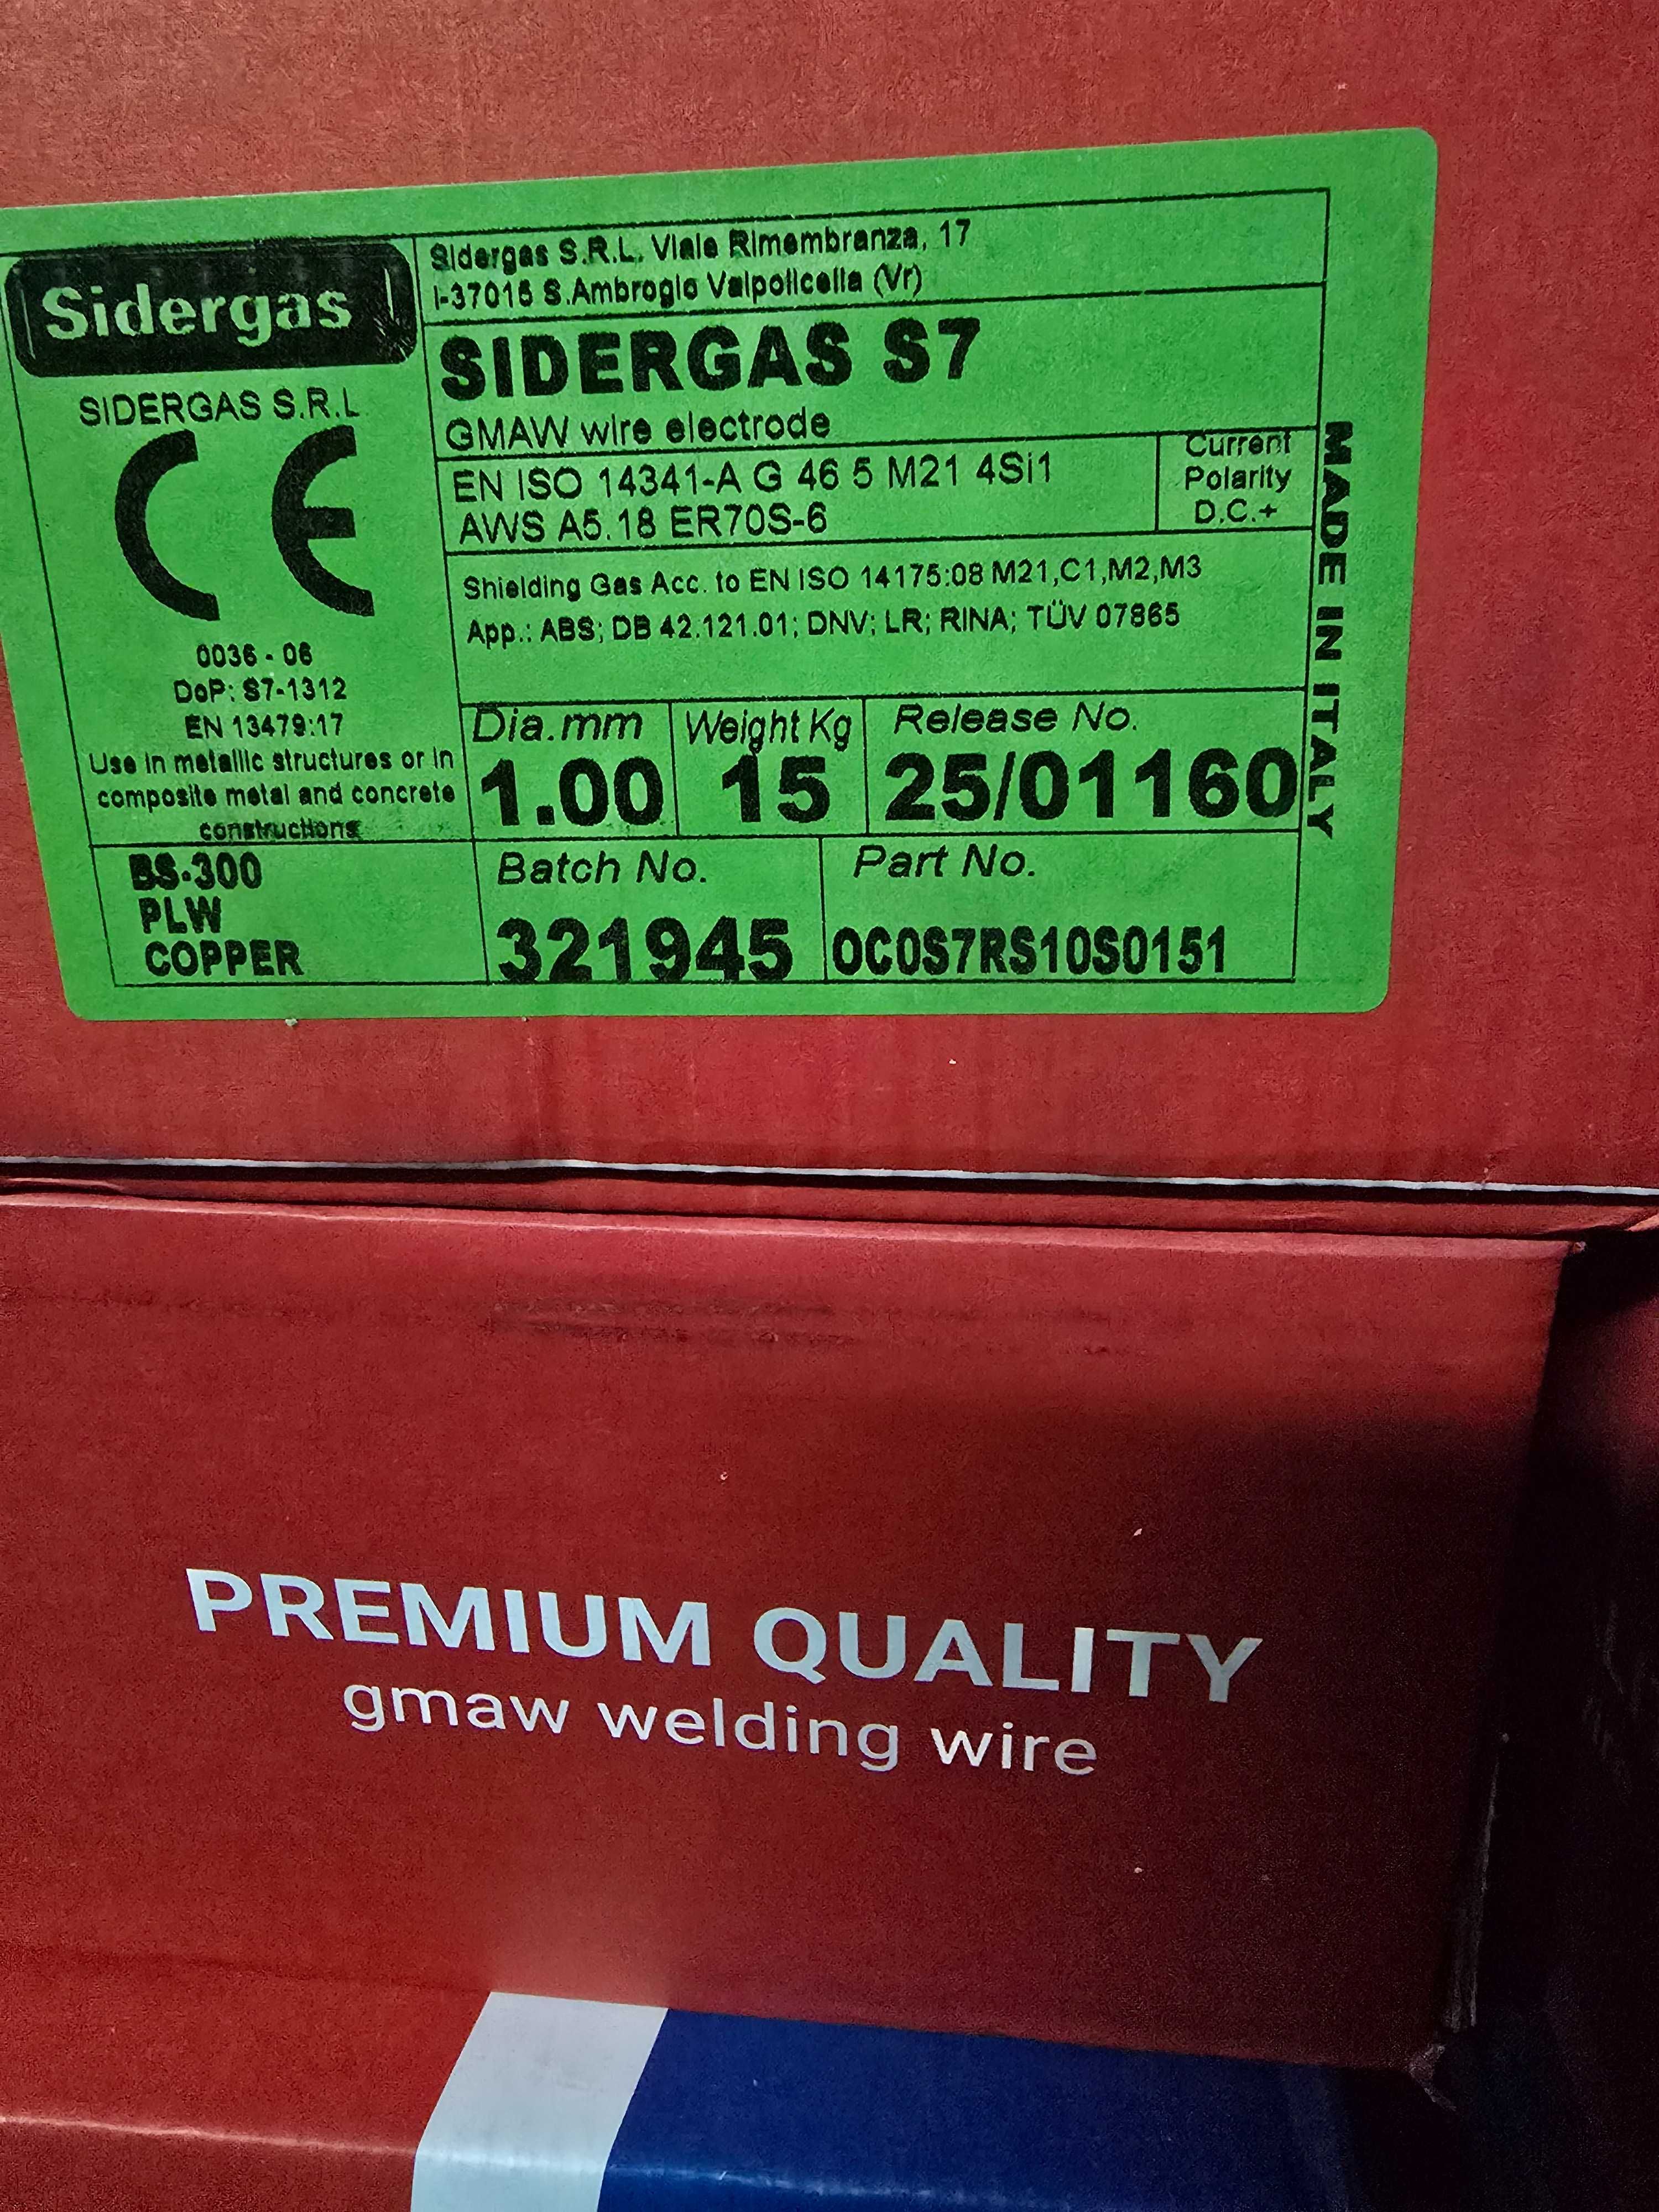 Sidergas
SIDERGAS S.R.L.
CE
0036 - 06
DoP: S7-1312
EN 13479:17
Use in metallic structures or in
composite metal and concrete
constructions
BS-300
PLW
COPPER
Sidergas S.R.L. Viale Rimembranza, 17
I-37015 S.Ambrogio Valpolicella (Vr)
SIDERGAS S7
GMAW wire electrode
EN ISO 14341-A G 46 5 M21 4Si1
AWS A5.18 ER70S-6
Current
Polarity
D.C.+
Shielding Gas Acc. to EN ISO 14175:08 M21,C1,M2,M3
App.: ABS; DB 42.121.01; DNV; LR; RINA; TÜV 07865
Dia.mm Weight Kg Release No.
1.00 15 25/01160
Batch No. Part No.
321945 0C0S7RS10S0151
MADE IN ITALY
PREMIUM QUALITY
gmaw welding wire